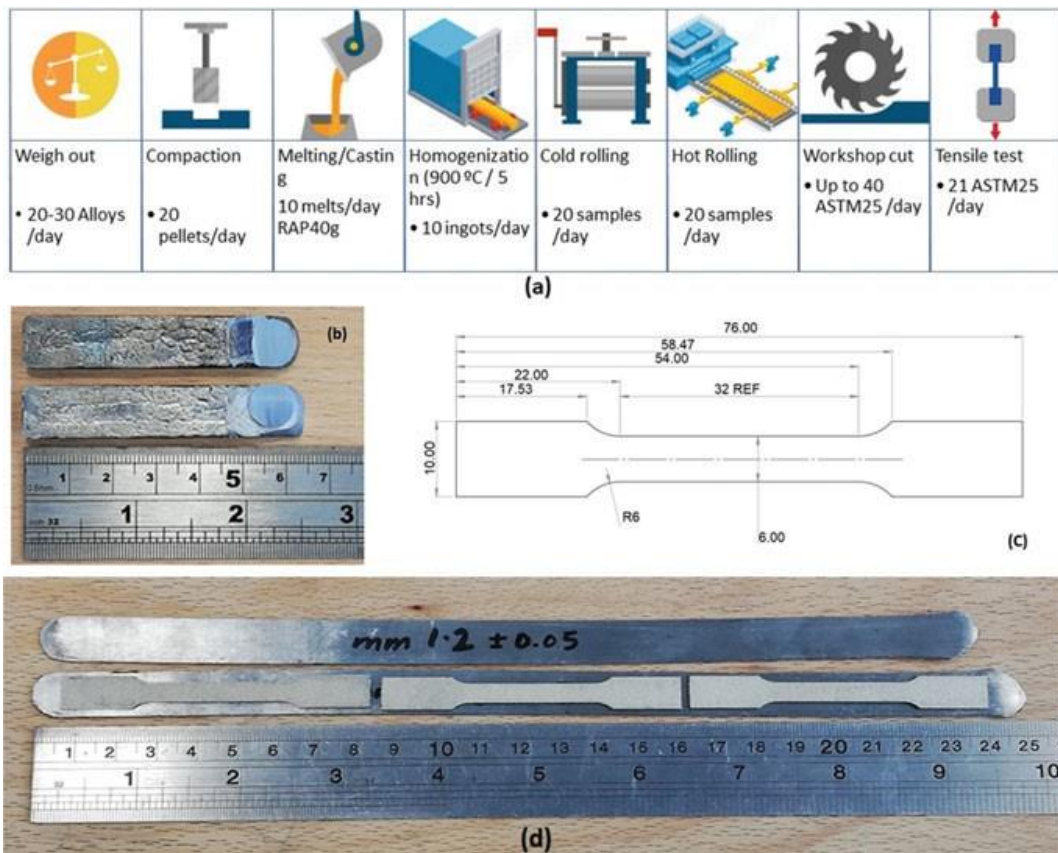 Weigh out
• 20-30 Alloys
/day
Compaction
• 20
pellets/day
Melting/Castin
g
10 melts/day
RAP40g
Homogenizatio
n (900 ºC / 5
hrs)
• 10 ingots/day
Cold rolling
• 20 samples
/day
Hot Rolling
• 20 samples
/day
Workshop cut
• Up to 40
ASTM25 /day
Tensile test
• 21 ASTM25
/day
(a)
(b)
1 2 3 4 5 6 7
0.5mm
mm 32 1 2 3
76.00
58.47
54.00
22.00
32 REF
17.53
10.00
R6
6.00
(C)
mm 1.2 ± 0.05
1 2 3 4 5 6 7 8 9 10 11 12 13 14 15 16 17 18 19 20 21 22 23 24 25
32 1 2 3 4 5 6 7 8 9 10
(d)